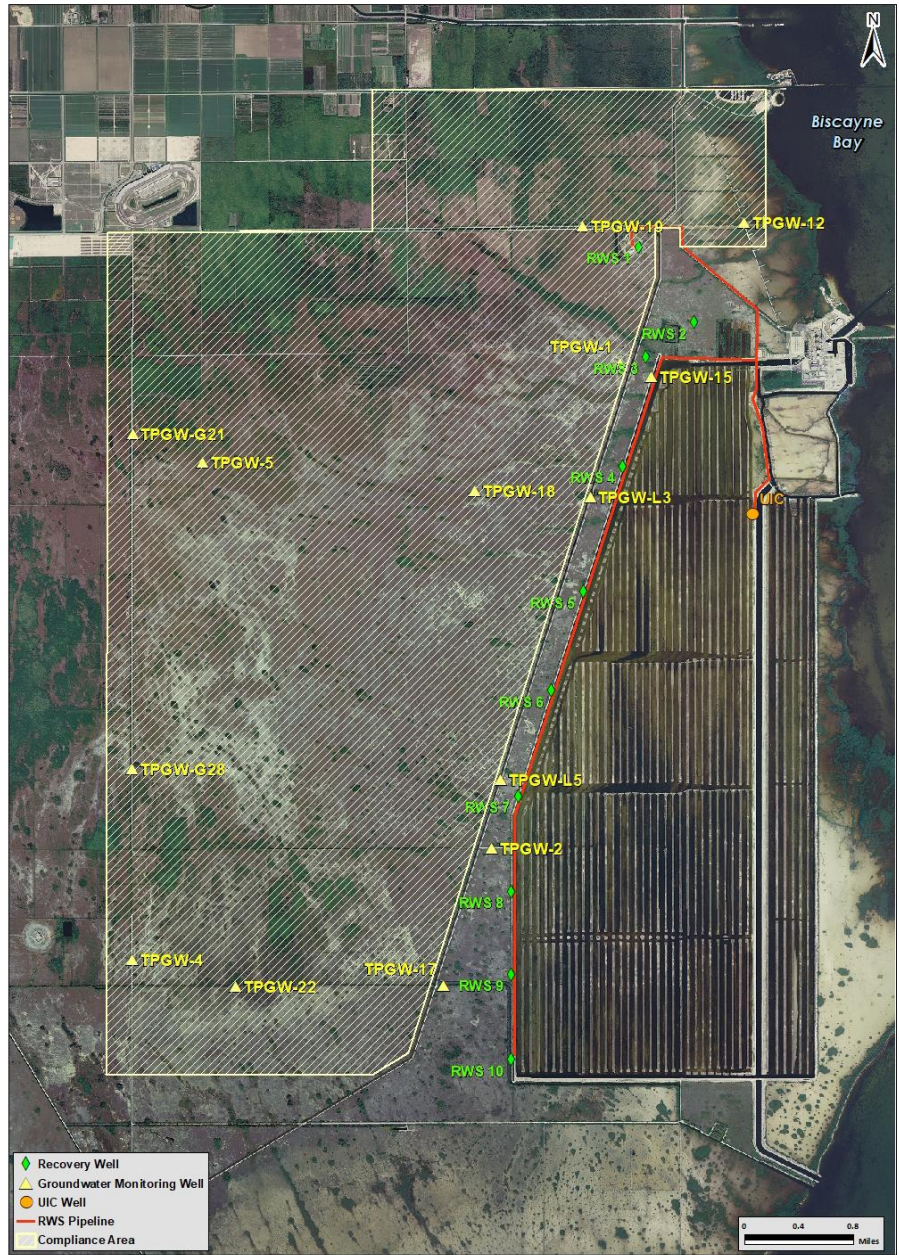 N
Biscayne
Bay
TPGW-19
TPGW-12
RWS 1
RWS 2
TPGW-1
RWS 3
TPGW-15
TPGW-G21
TPGW-5
RWS 4
TPGW-18
TPGW-L3
UIC
RWS 5
RWS 6
TPGW-G28
TPGW-L5
RWS 7
TPGW-2
RWS 8
TPGW-4
TPGW-17
TPGW-22
RWS 9
RWS 10
Recovery Well
Groundwater Monitoring Well
UIC Well
RWS Pipeline
Compliance Area
0 0.4 0.8
Miles